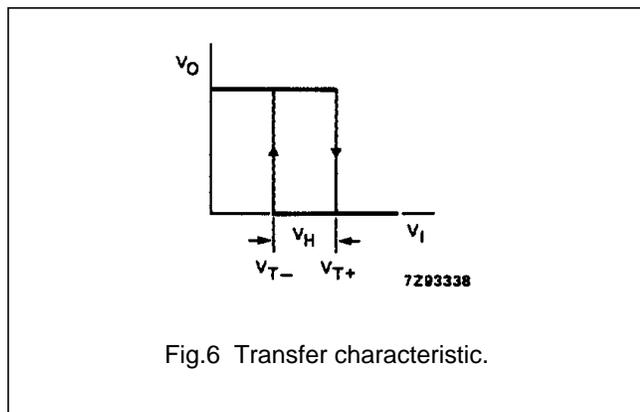 VO
VH
VI
VT−
VT+
7Z93338
Fig.6 Transfer characteristic.